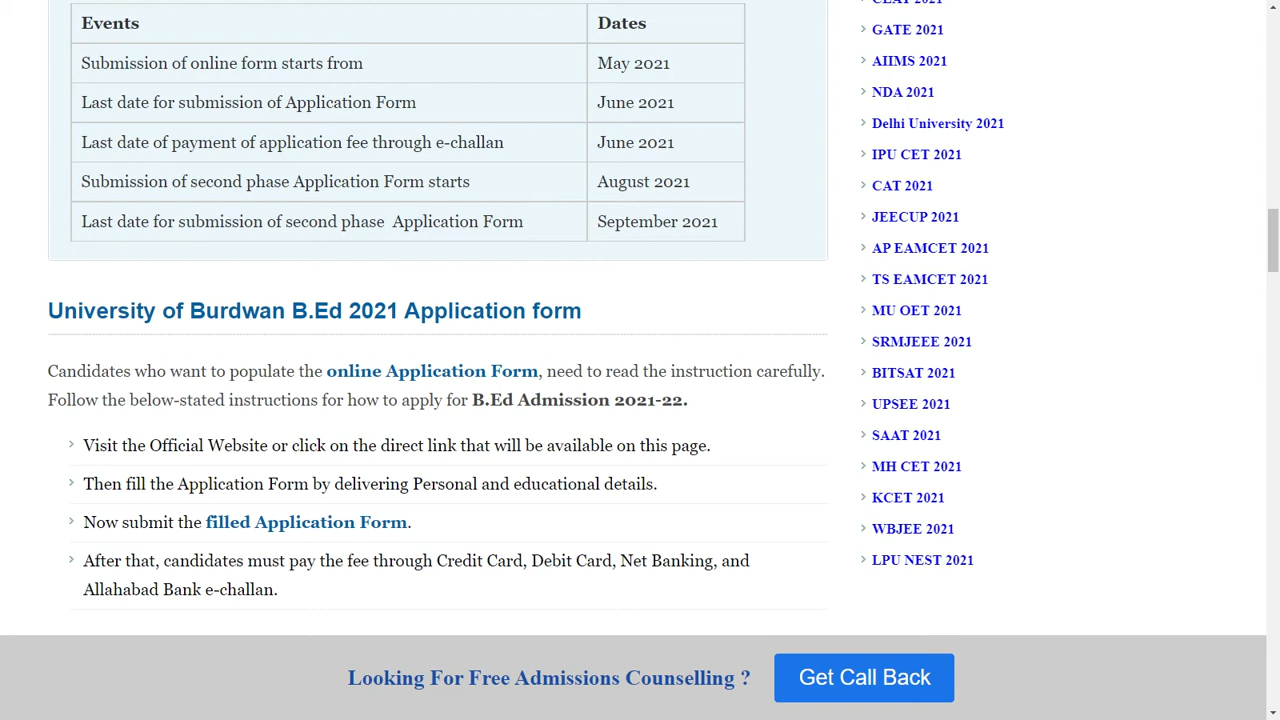 Events Dates
Submission of online form starts from May 2021
Last date for submission of Application Form June 2021
Last date of payment of application fee through e-challan June 2021
Submission of second phase Application Form starts August 2021
Last date for submission of second phase Application Form September 2021
University of Burdwan B.Ed 2021 Application form
Candidates who want to populate the online Application Form, need to read the instruction carefully.
Follow the below-stated instructions for how to apply for B.Ed Admission 2021-22.
Visit the Official Website or click on the direct link that will be available on this page.
Then fill the Application Form by delivering Personal and educational details.
Now submit the filled Application Form.
After that, candidates must pay the fee through Credit Card, Debit Card, Net Banking, and
Allahabad Bank e-challan.
CLAT 2021
GATE 2021
AIIMS 2021
NDA 2021
Delhi University 2021
IPU CET 2021
CAT 2021
JEECUP 2021
AP EAMCET 2021
TS EAMCET 2021
MU OET 2021
SRMJEEE 2021
BITSAT 2021
UPSEE 2021
SAAT 2021
MH CET 2021
KCET 2021
WBJEE 2021
LPU NEST 2021
Looking For Free Admissions Counselling ? Get Call Back